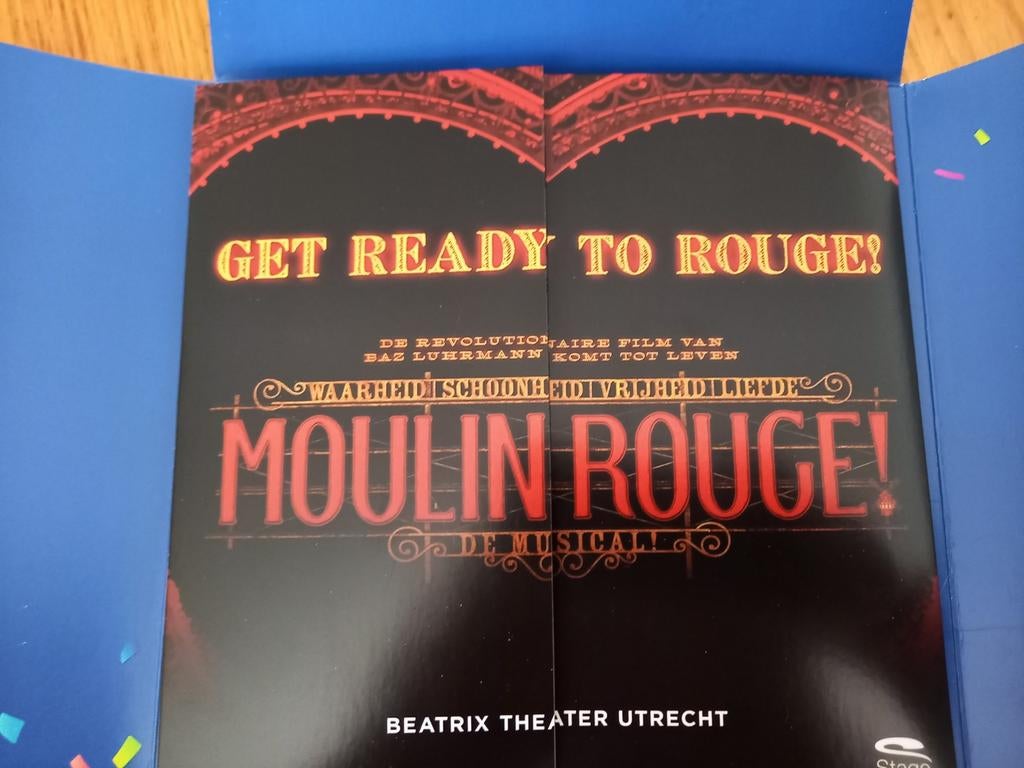 GET READY TO ROUGE!
DE REVOLUTIONAIRE FILM VAN
BAZ LUHRMANN KOMT TOT LEVEN
WAARHEID | SCHOONHEID | VRIJHEID | LIEFDE
MOULIN ROUGE!
DE MUSICAL!
BEATRIX THEATER UTRECHT
Stage